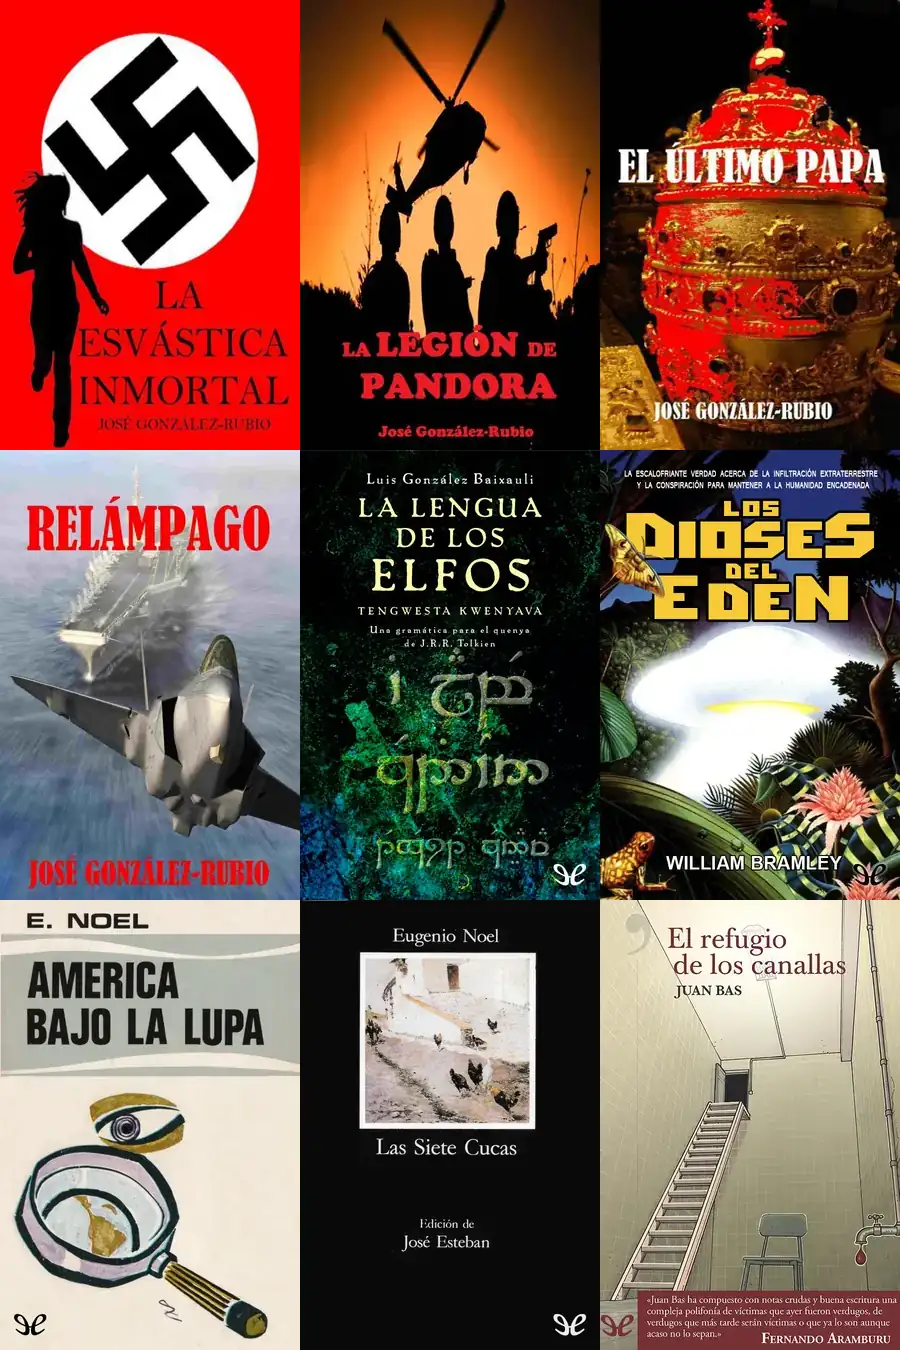 LA
ESVÁSTICA
INMORTAL
JOSÉ GONZÁLEZ-RUBIO
LA LEGIÓN DE
PANDORA
José González-Rubio
EL ÚLTIMO PAPA
JOSÉ GONZÁLEZ-RUBIO
RELÁMPAGO
JOSÉ GONZÁLEZ-RUBIO
Luis González Baixauli
LA LENGUA
DE LOS
ELFOS
TENGWESTA KWENYAVA
Una gramática para el quenya
de J.R.R. Tolkien
LA ESCALOFRIANTE VERDAD ACERCA DE LA INFILTRACIÓN EXTRATERRESTRE
Y LA CONSPIRACIÓN PARA MANTENER A LA HUMANIDAD ENCADENADA
LOS
DIOSES
DEL
EDEN
WILLIAM BRAMLEY
E. NOEL
AMERICA
BAJO LA LUPA
Eugenio Noel
Las Siete Cucas
Edición de
José Esteban
El refugio
de los canallas
JUAN BAS
«Juan Bas ha compuesto con notas crudas y buena escritura una
compleja polifonía de víctimas que ayer fueron verdugos, de
verdugos que más tarde serán víctimas o que ya lo son aunque
acaso no lo sepan.»
FERNANDO ARAMBURU